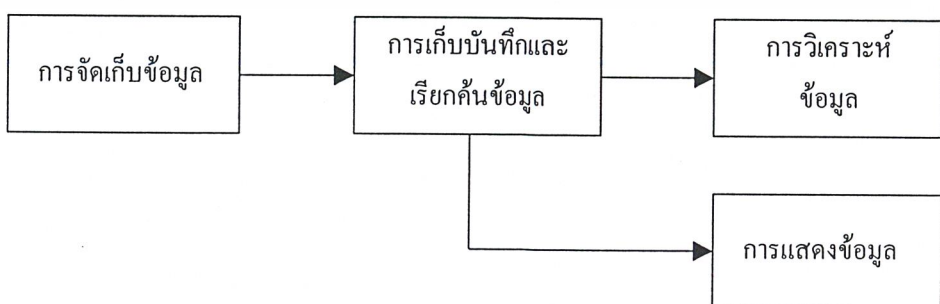 การจัดเก็บข้อมูล
การเก็บบันทึกและ
เรียกค้นข้อมูล
การวิเคราะห์
ข้อมูล
การแสดงข้อมูล